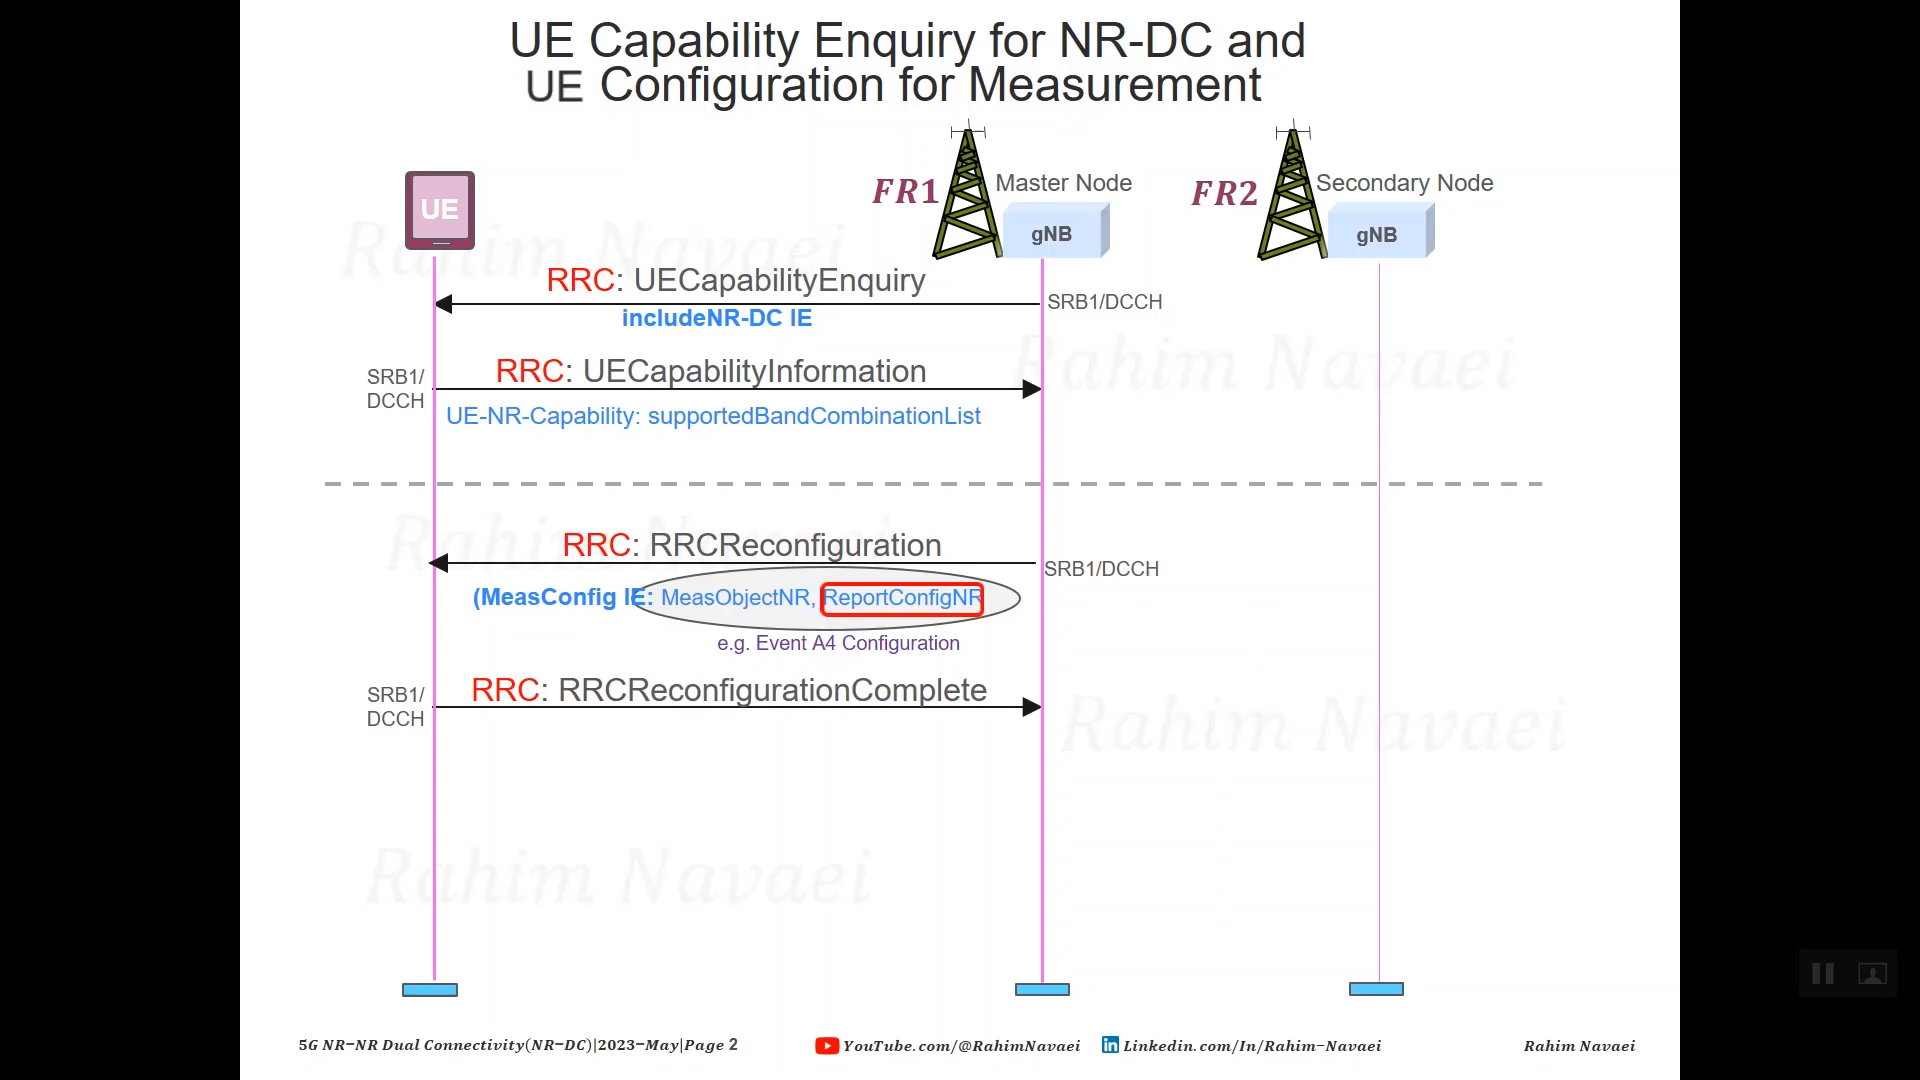 UE Capability Enquiry for NR-DC and
UE Configuration for Measurement
FR1
Master Node
gNB
FR2
Secondary Node
gNB
UE
Rahim Navaei
RRC: UECapabilityEnquiry
includeNR-DC IE
SRB1/DCCH
Rahim Navaei
SRB1/
DCCH
RRC: UECapabilityInformation
UE-NR-Capability: supportedBandCombinationList
Rahim Navaei
RRC: RRCReconfiguration
SRB1/DCCH
(MeasConfig IE: MeasObjectNR, ReportConfigNR
e.g. Event A4 Configuration
SRB1/
DCCH
RRC: RRCReconfigurationComplete
Rahim Navaei
Rahim Navaei
5G NR-NR Dual Connectivity(NR-DC)|2023-May|Page 2
YouTube.com/@RahimNavaei
in Linkedin.com/In/Rahim-Navaei
Rahim Navaei